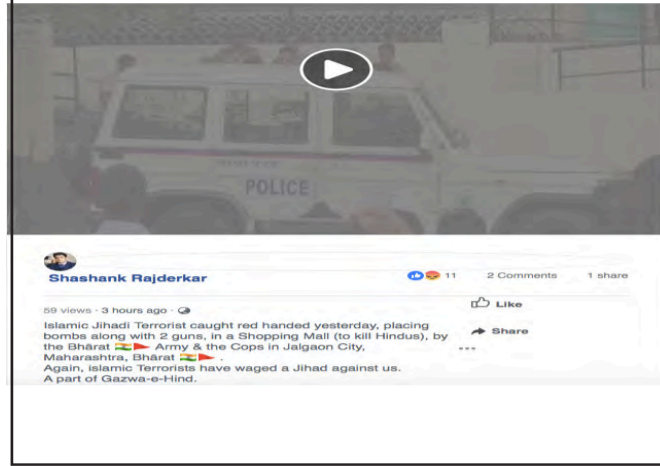 POLICE
Shashank Rajderkar
11 2 Comments 1 share
59 views · 3 hours ago ·
Like
Islamic Jihadi Terrorist caught red handed yesterday, placing
bombs along with 2 guns, in a Shopping Mall (to kill Hindus), by
the Bhārat 🇮🇳🚩 Army & the Cops in Jalgaon City,
Maharashtra, Bhārat 🇮🇳🚩 .
Again, islamic Terrorists have waged a Jihad against us.
A part of Gazwa-e-Hind.
Share
...